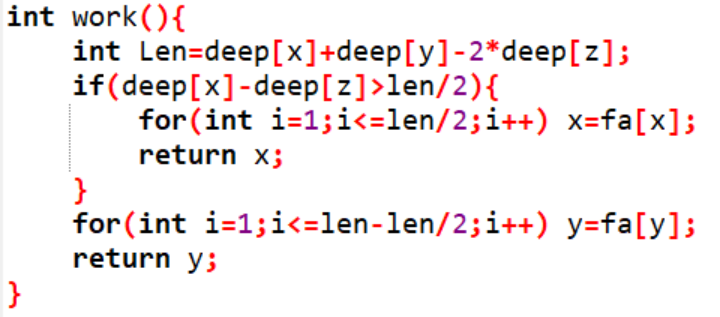 int work(){
    int Len=deep[x]+deep[y]-2*deep[z];
    if(deep[x]-deep[z]>len/2){
        for(int i=1;i<=len/2;i++) x=fa[x];
        return x;
    }
    for(int i=1;i<=len-len/2;i++) y=fa[y];
    return y;
}